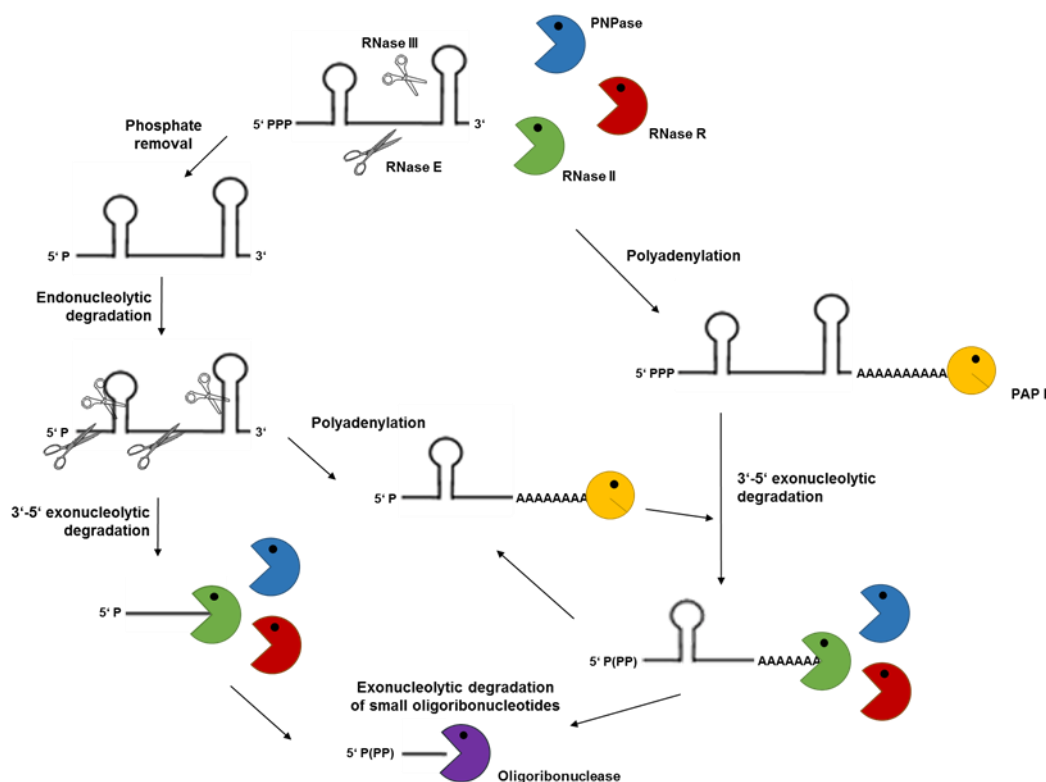 PNPase
RNase III
5‘ PPP
3‘
RNase R
Phosphate
removal
RNase E
RNase II
5‘ P
3‘
Polyadenylation
Endonucleolytic
degradation
5‘ PPP
AAAAAAAAAA
PAP I
5‘ P
3‘
Polyadenylation
3‘-5‘ exonucleolytic
degradation
5‘ P
AAAAAAAA
3‘-5‘ exonucleolytic
degradation
5‘ P
5‘ P(PP)
AAAAAAA
Exonucleolytic degradation
of small oligoribonucleotides
5‘ P(PP)
Oligoribonuclease